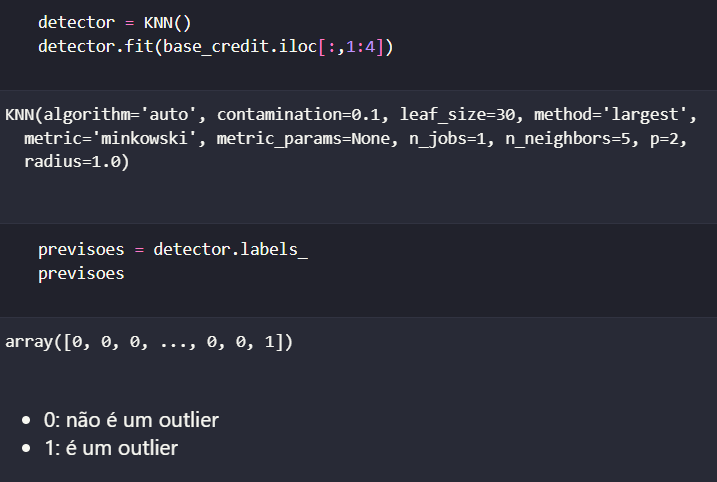 detector = KNN()
detector.fit(base_credit.iloc[:,1:4])
KNN(algorithm='auto', contamination=0.1, leaf_size=30, method='largest',
metric='minkowski', metric_params=None, n_jobs=1, n_neighbors=5, p=2,
radius=1.0)
previsoes = detector.labels_
previsoes
array([0, 0, 0, ..., 0, 0, 1])
• 0: não é um outlier
• 1: é um outlier